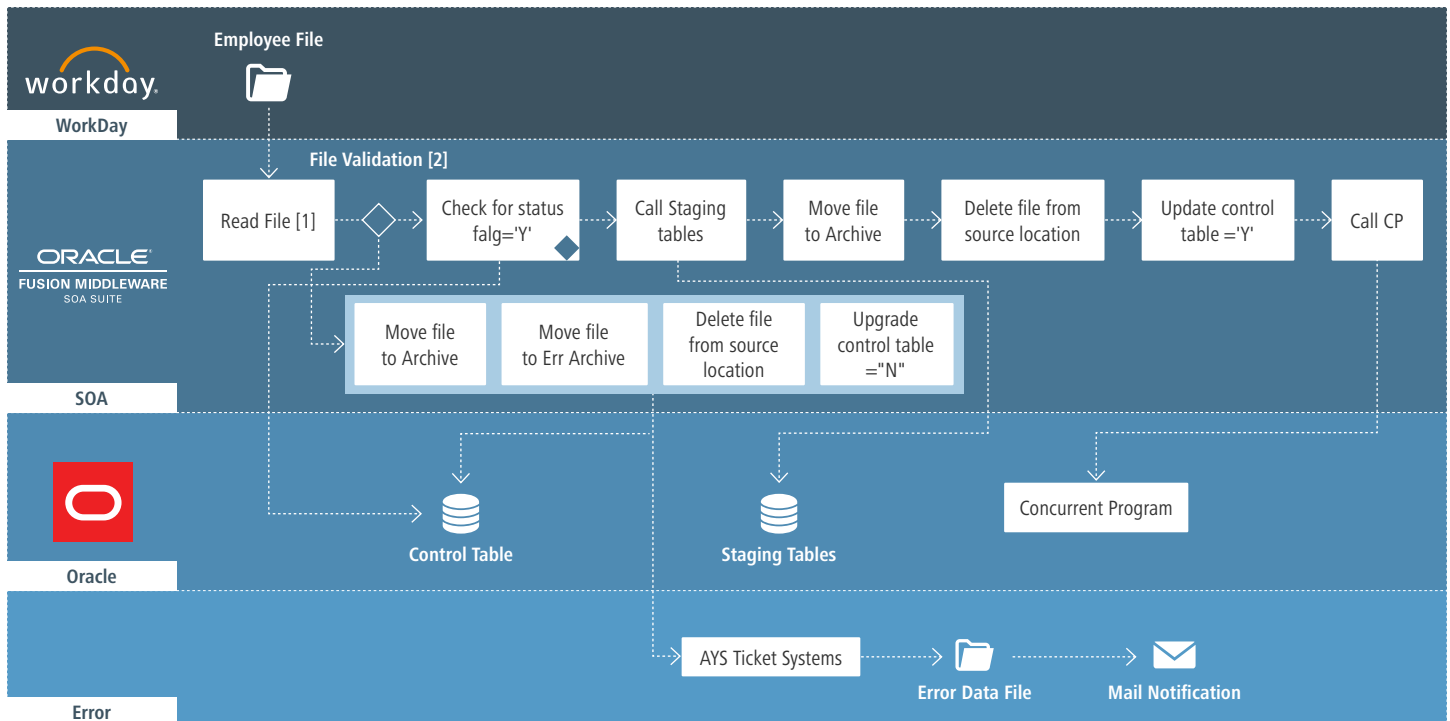 Employee File
workday.
WorkDay
File Validation [2]
Read File [1]
Check for status
falg='Y'
Call Staging
tables
Move file
to Archive
Delete file from
source location
Update control
table ='Y'
Call CP
ORACLE®
FUSION MIDDLEWARE
SOA SUITE
Move file
to Archive
Move file
to Err Archive
Delete file
from source
location
Upgrade
control table
="N"
SOA
Concurrent Program
Control Table
Staging Tables
Oracle
AYS Ticket Systems
Error Data File
Mail Notification
Error